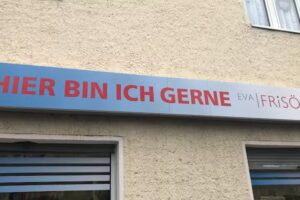 HIER BIN ICH GERNE EVA | FRiSÖ